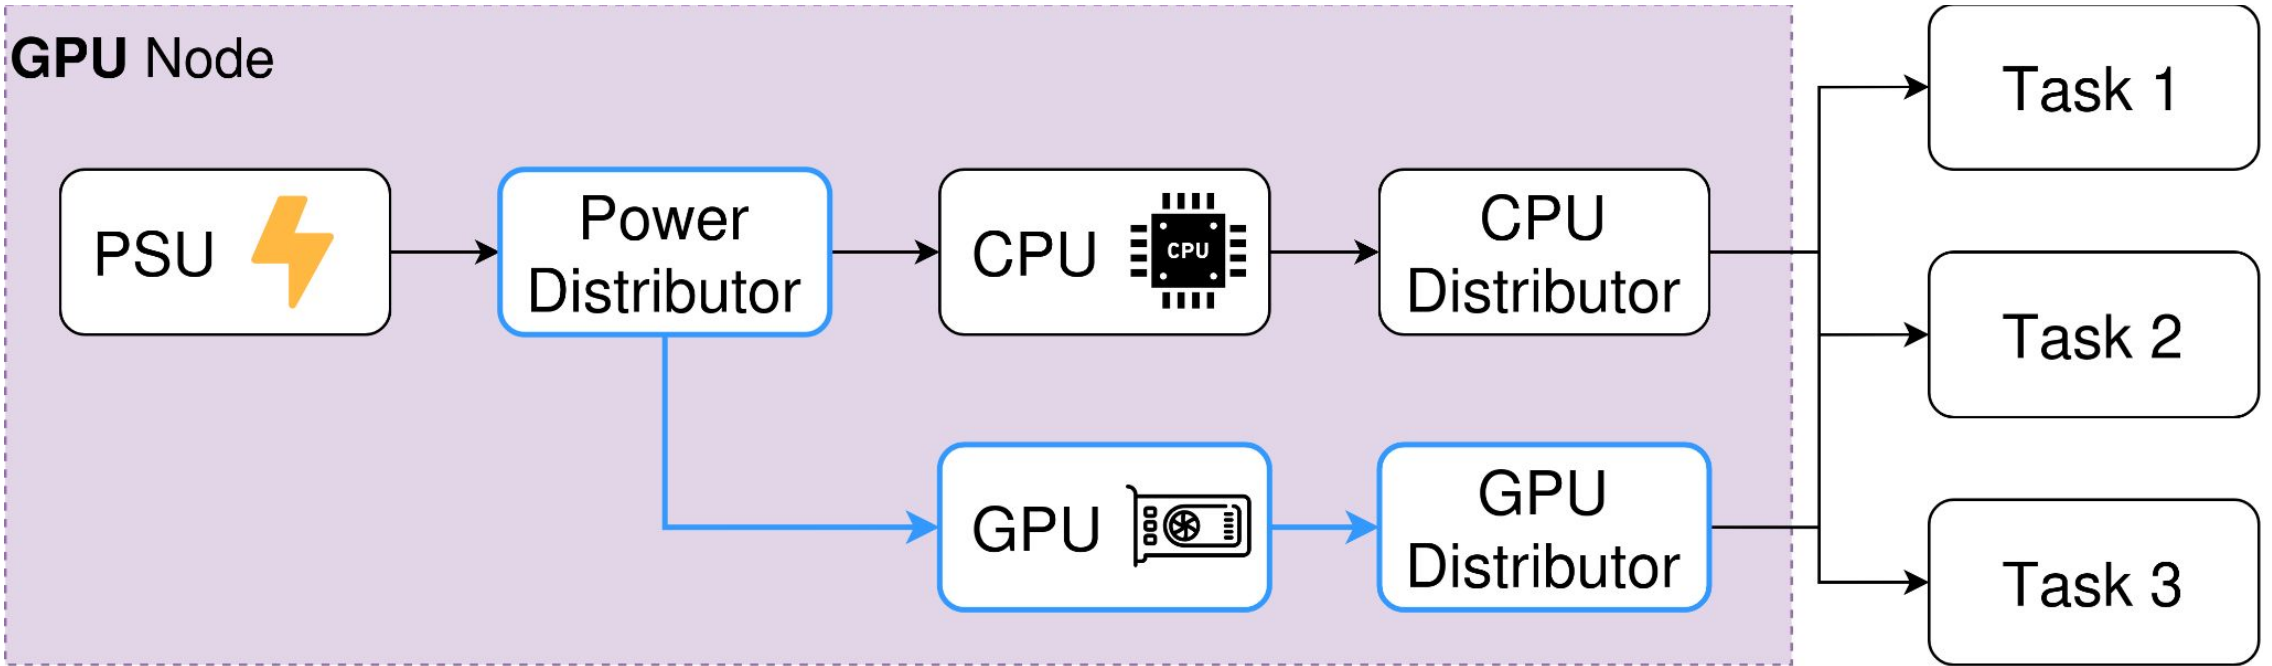 GPU Node
PSU
Power
Distributor
CPU
CPU
CPU
Distributor
GPU
GPU
Distributor
Task 1
Task 2
Task 3